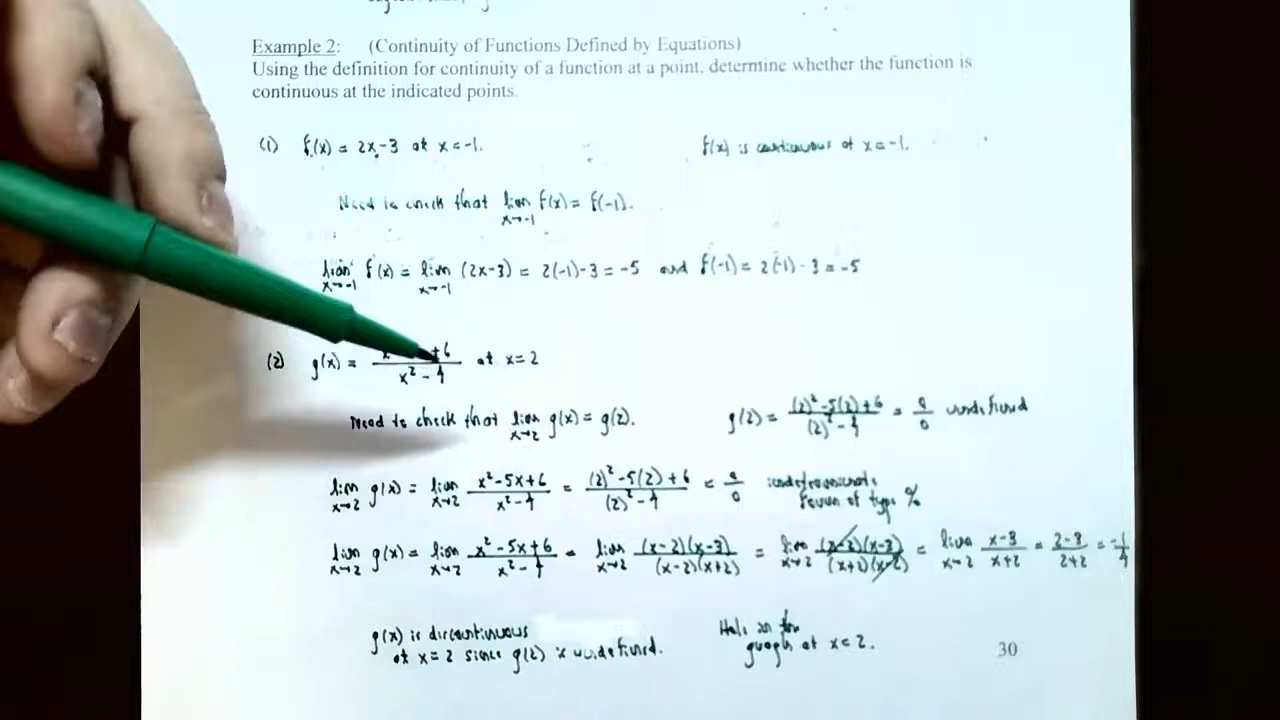 Example 2: (Continuity of Functions Defined by Equations)
Using the definition for continuity of a function at a point, determine whether the function is
continuous at the indicated points.
(1) f(x) = 2x-3 at x=-1. f(x) is continuous at x=-1.
Need to check that lim x→-1 f(x) = f(-1).
lim x→-1 f(x) = lim x→-1 (2x-3) = 2(-1)-3 = -5 and f(-1) = 2(-1)-3 = -5
(2) g(x) = +6 / x²-4 at x=2
Need to check that lim x→2 g(x) = g(2). g(2) = (2)²-5(2)+6 / (2)²-4 = 0/0 undefined
lim x→2 g(x) = lim x→2 x²-5x+6 / x²-4 = (2)²-5(2)+6 / (2)²-4 = 0/0 indeterminate
form of type 0/0
lim x→2 g(x) = lim x→2 x²-5x+6 / x²-4 = lim x→2 (x-2)(x-3) / (x-2)(x+2) = lim x→2 (x-2)(x-3) / (x+2)(x-2) = lim x→2 x-3 / x+2 = 2-3 / 2+2 = -1/4
g(x) is discontinuous Hole in the
at x=2 since g(2) is undefined. graph at x=2.
30